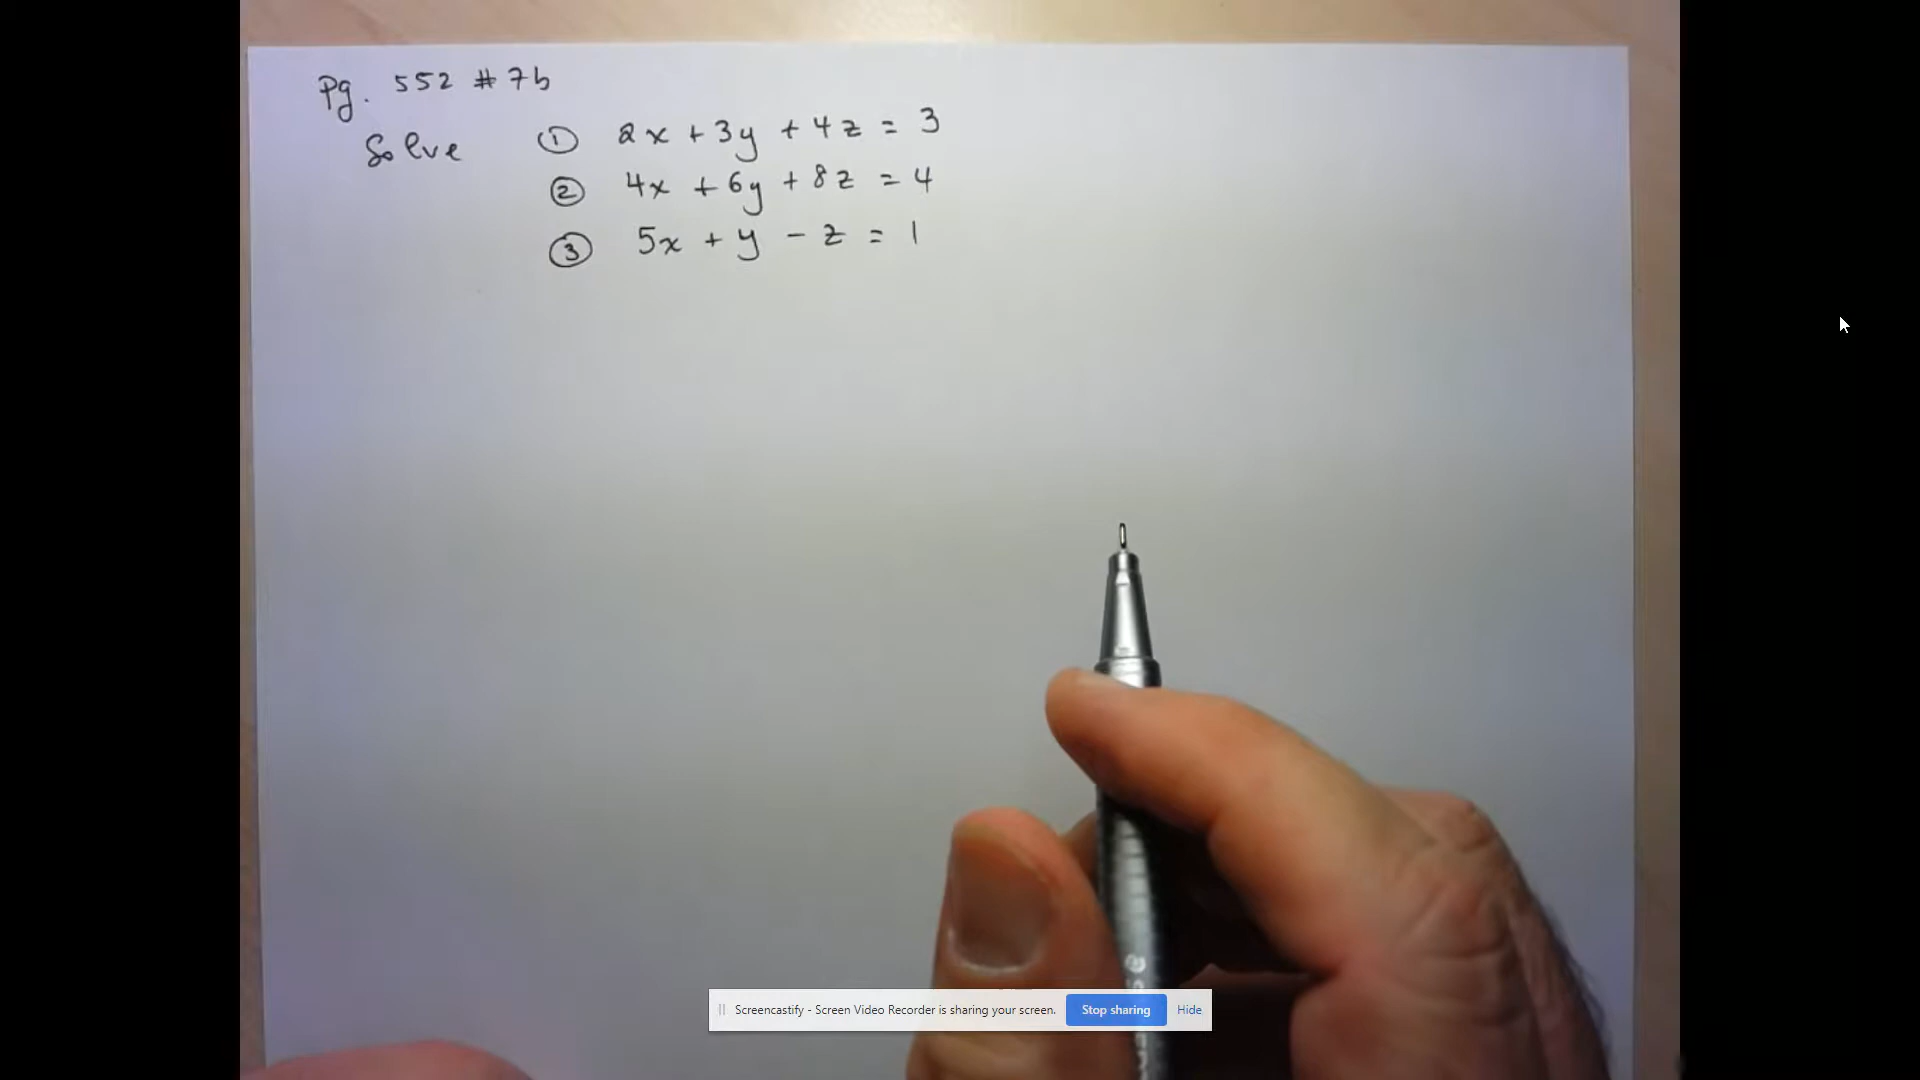 Pg. 552 #7b
Solve ① 2x + 3y + 4z = 3
② 4x + 6y + 8z = 4
③ 5x + y - z = 1
Screencastify - Screen Video Recorder is sharing your screen. Stop sharing Hide